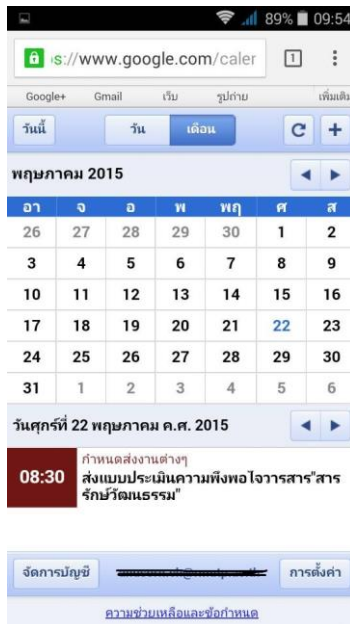 89% 09:54
s://www.google.com/caler 1
Google+ Gmail เว็บ รูปถ่าย เพิ่มเติม
วันนี้ วัน เดือน C +
พฤษภาคม 2015
อา จ อ พ พฤ ศ ส
26 27 28 29 30 1 2
3 4 5 6 7 8 9
10 11 12 13 14 15 16
17 18 19 20 21 22 23
24 25 26 27 28 29 30
31 1 2 3 4 5 6
วันศุกร์ที่ 22 พฤษภาคม ค.ศ. 2015
กำหนดส่งงานต่างๆ
08:30 ส่งแบบประเมินความพึงพอใจวารสาร"สาร
รักษ์วัฒนธรรม"
จัดการบัญชี การตั้งค่า
ความช่วยเหลือและข้อกำหนด